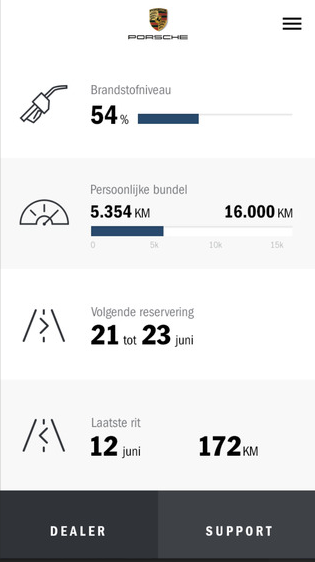 PORSCHE
Brandstofniveau
54 %
Persoonlijke bundel
5.354 KM 16.000 KM
0 5k 10k 15k
Volgende reservering
21 tot 23 juni
Laatste rit
12 juni 172 KM
DEALER SUPPORT